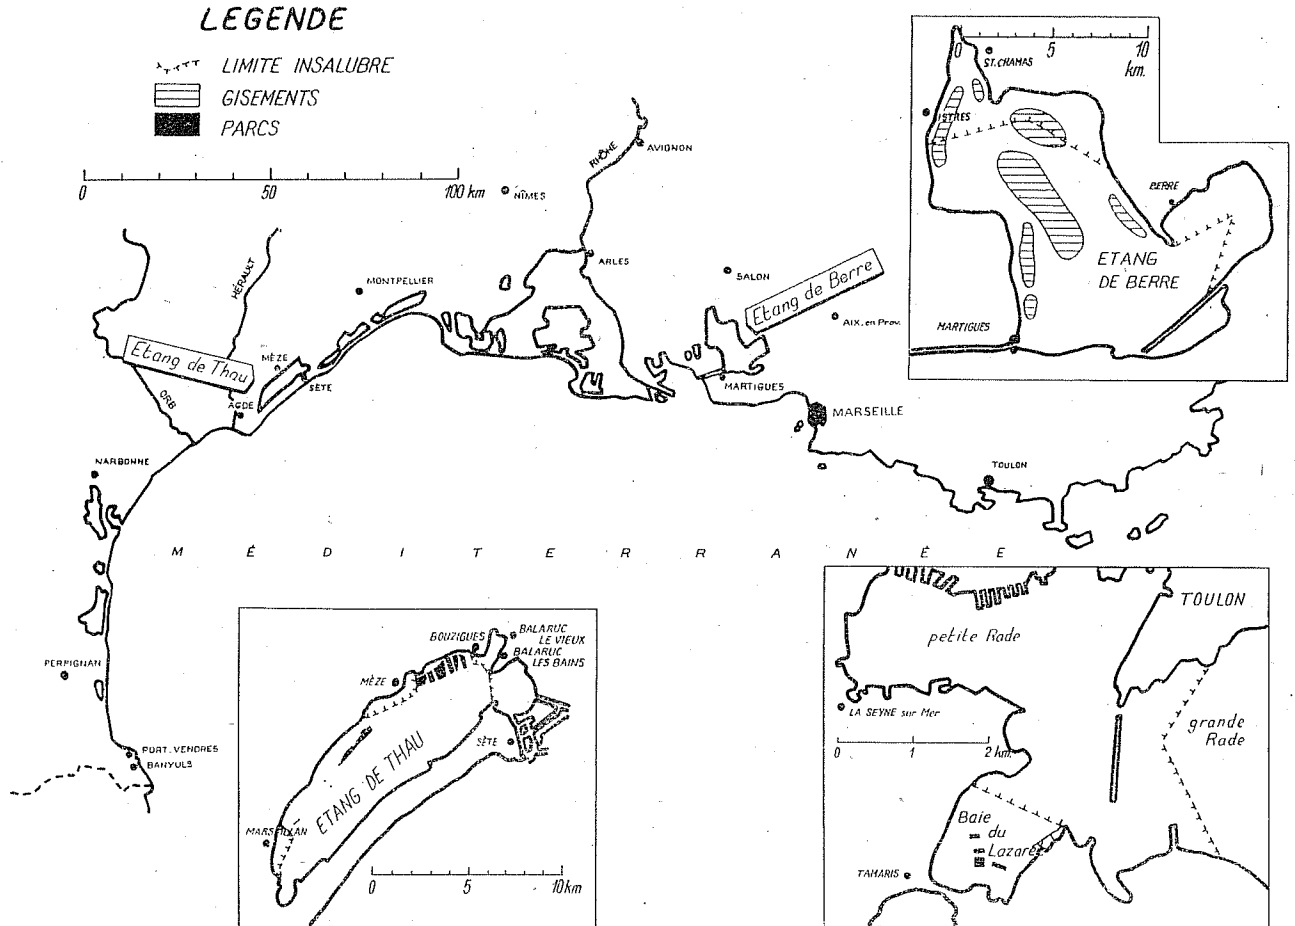 LEGENDE
LIMITE INSALUBRE
GISEMENTS
PARCS
0 50 100 km
RHÔNE
AVIGNON
NÎMES
ARLES
HÉRAULT
MONTPELLIER
SALON
Etang de Berre
AIX.en Prov.
Etang de Thau
MÈZE
SÈTE
ORB
AGDE
MARTIGUES
MARSEILLE
NARBONNE
TOULON
MÉDITERRANÉE
PERPIGNAN
PORT.VENDRES
BANYULS
0 5 10
km.
ST.CHAMAS
ISTRES
BERRE
ETANG
DE BERRE
MARTIGUES
BOUZIGUES
BALARUC
LE VIEUX
BALARUC
LES BAINS
MÈZE
SÈTE
ETANG DE THAU
MARSEILLAN
0 5 10 km
TOULON
petite Rade
LA SEYNE sur Mer
grande
Rade
0 1 2 km.
Baie
du
Lazaret
TAMARIS